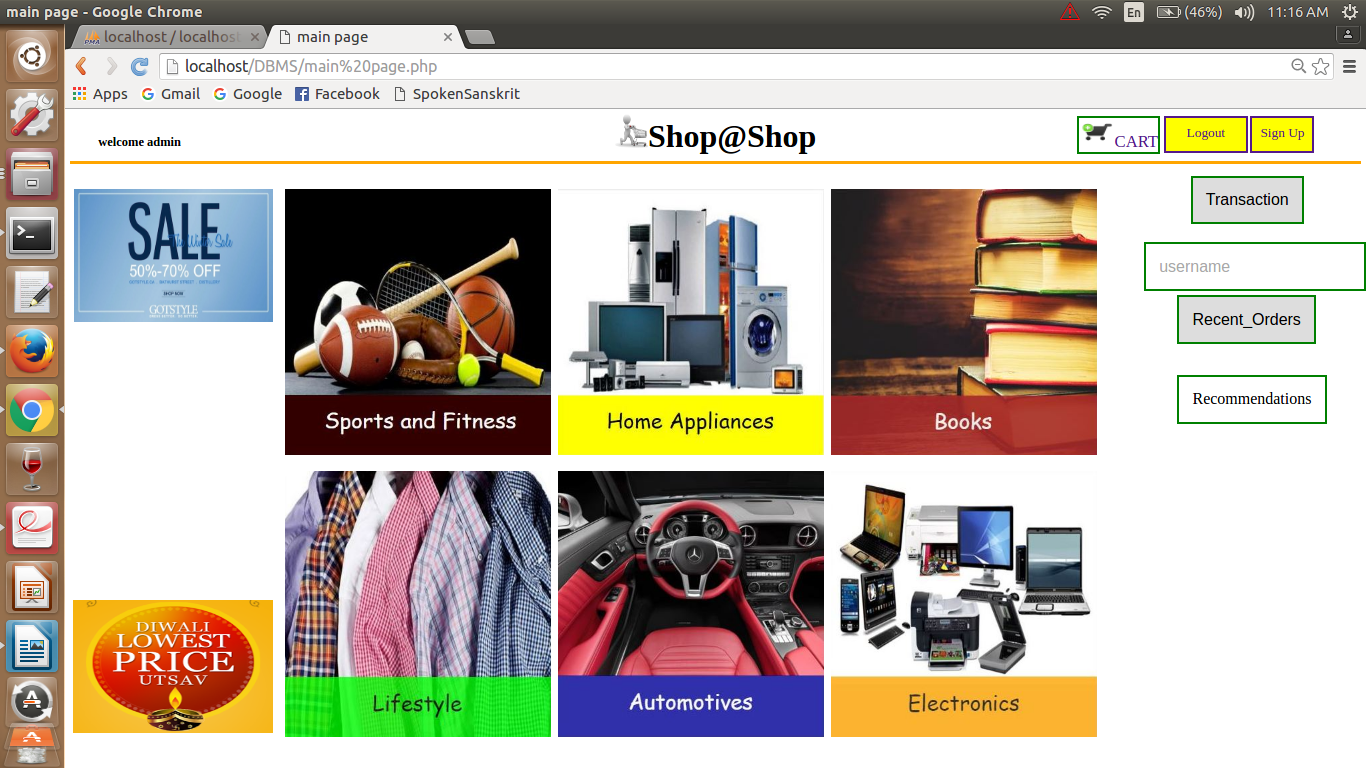 main page - Google Chrome
En
(46%)
11:16 AM
localhost / localhost
main page
localhost/DBMS/main%20page.php
Apps
Gmail
Google
Facebook
SpokenSanskrit
welcome admin
Shop@Shop
CART
Logout
Sign Up
SALE
The Winter Sale
50%-70% OFF
SHOP NOW
GOTSTYLE
Sports and Fitness
Home Appliances
Books
Transaction
username
Recent_Orders
Recommendations
DIWALI
LOWEST
PRICE
UTSAV
Lifestyle
Automotives
Electronics